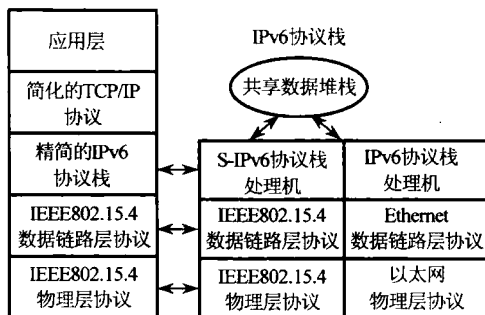 应用层
简化的TCP/IP
协议
精简的IPv6
协议栈
IEEE802.15.4
数据链路层协议
IEEE802.15.4
物理层协议
IPv6协议栈
共享数据堆栈
S-IPv6协议栈
处理机
IPv6协议栈
处理机
IEEE802.15.4
数据链路层协议
Ethernet
数据链路层协议
IEEE802.15.4
物理层协议
以太网
物理层协议